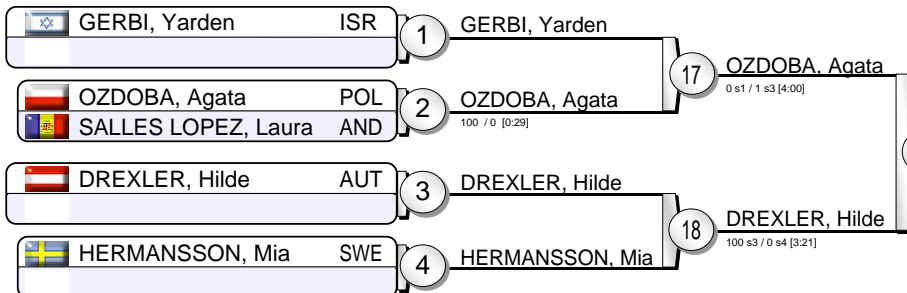 GERBI, Yarden ISR
1
GERBI, Yarden
OZDOBA, Agata POL
SALLES LOPEZ, Laura AND
2
OZDOBA, Agata
100 / 0 [0:29]
17
OZDOBA, Agata
0 s1 / 1 s3 [4:00]
DREXLER, Hilde AUT
3
DREXLER, Hilde
HERMANSSON, Mia SWE
4
HERMANSSON, Mia
18
DREXLER, Hilde
100 s3 / 0 s4 [3:21]